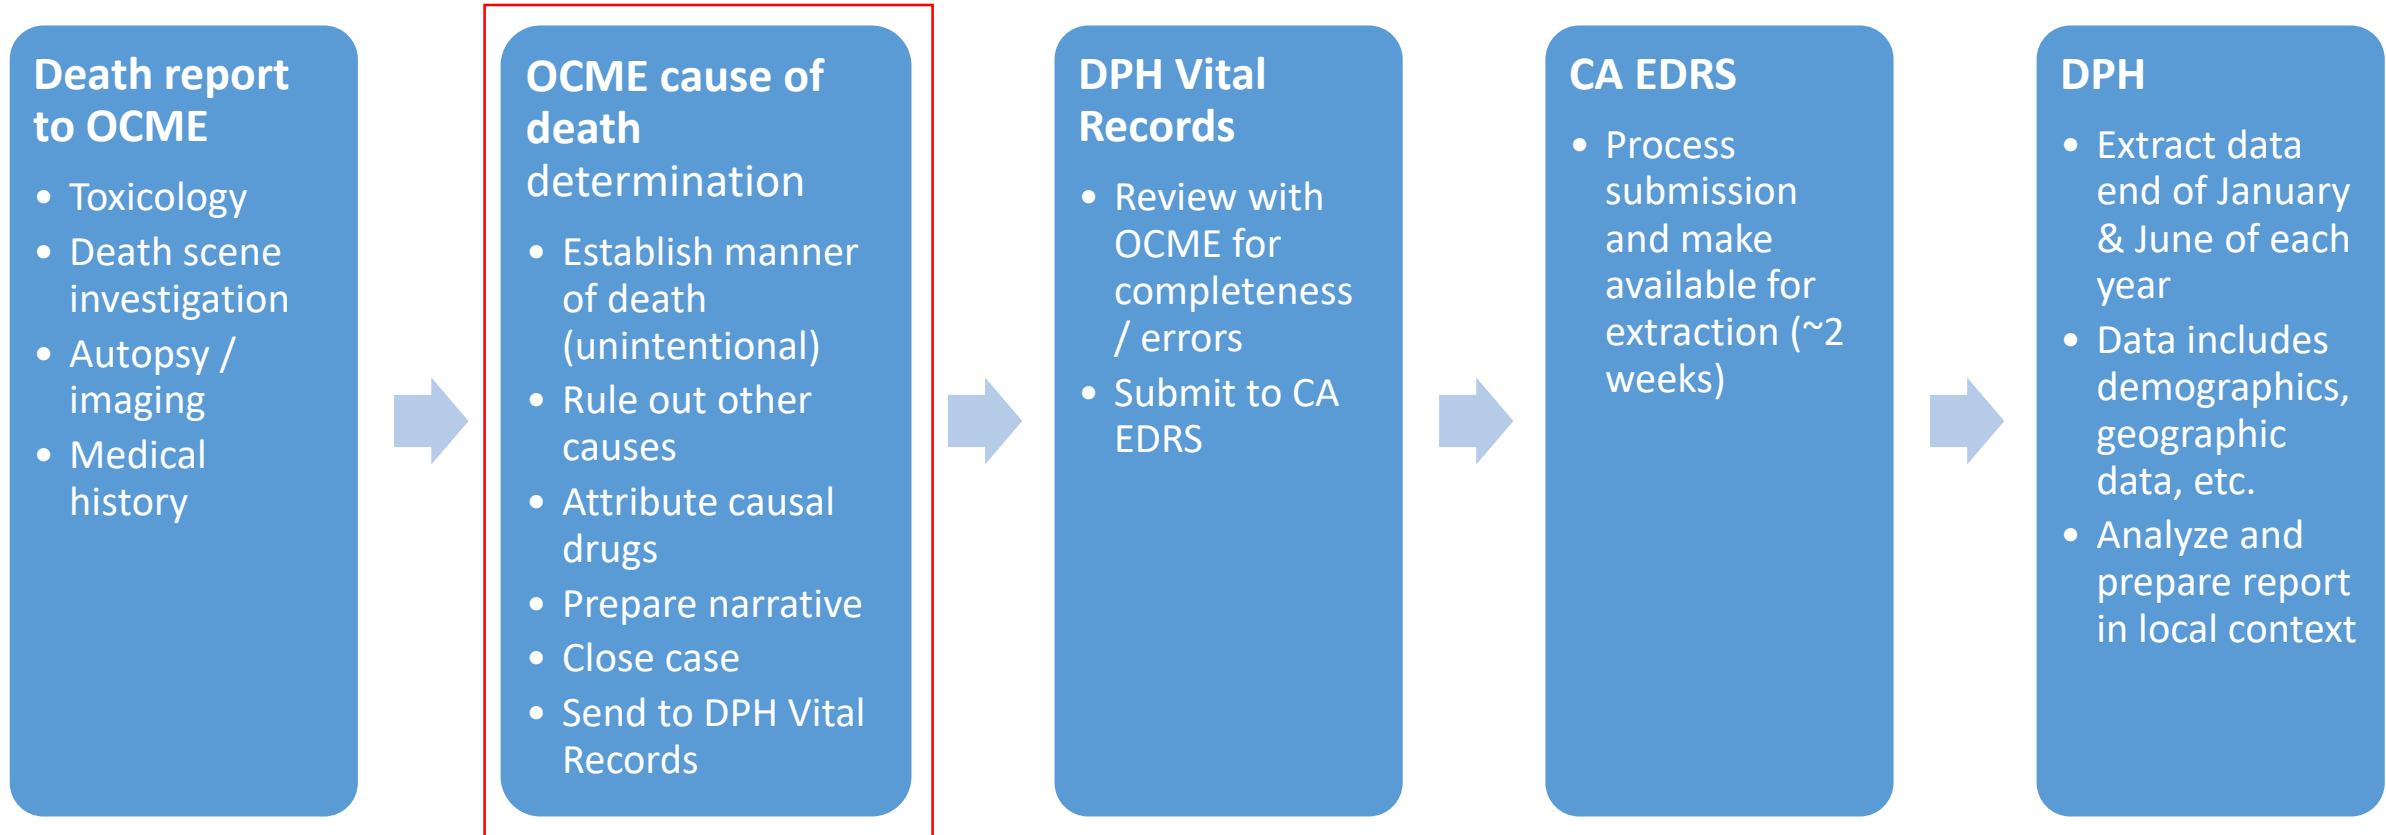 Death report
to OCME
• Toxicology
• Death scene
investigation
• Autopsy /
imaging
• Medical
history
OCME cause of
death
determination
• Establish manner
of death
(unintentional)
• Rule out other
causes
• Attribute causal
drugs
• Prepare narrative
• Close case
• Send to DPH Vital
Records
DPH Vital
Records
• Review with
OCME for
completeness
/ errors
• Submit to CA
EDRS
CA EDRS
• Process
submission
and make
available for
extraction (~2
weeks)
DPH
• Extract data
end of January
& June of each
year
• Data includes
demographics,
geographic
data, etc.
• Analyze and
prepare report
in local context